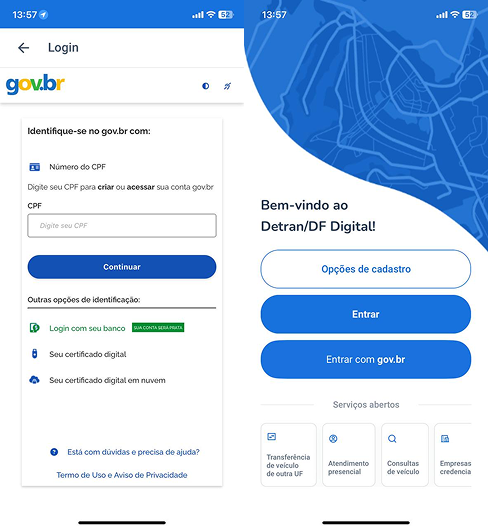 13:57
52
Login
gov.br
Identifique-se no gov.br com:
Número do CPF
Digite seu CPF para criar ou acessar sua conta gov.br
CPF
Digite seu CPF
Continuar
Outras opções de identificação:
Login com seu banco SUA CONTA SERÁ PRATA
Seu certificado digital
Seu certificado digital em nuvem
Está com dúvidas e precisa de ajuda?
Termo de Uso e Aviso de Privacidade
13:57
52
Bem-vindo ao
Detran/DF Digital!
Opções de cadastro
Entrar
Entrar com gov.br
Serviços abertos
Transferência
de veículo
de outra UF
Atendimento
presencial
Consultas
de veículo
Empresas
credencia